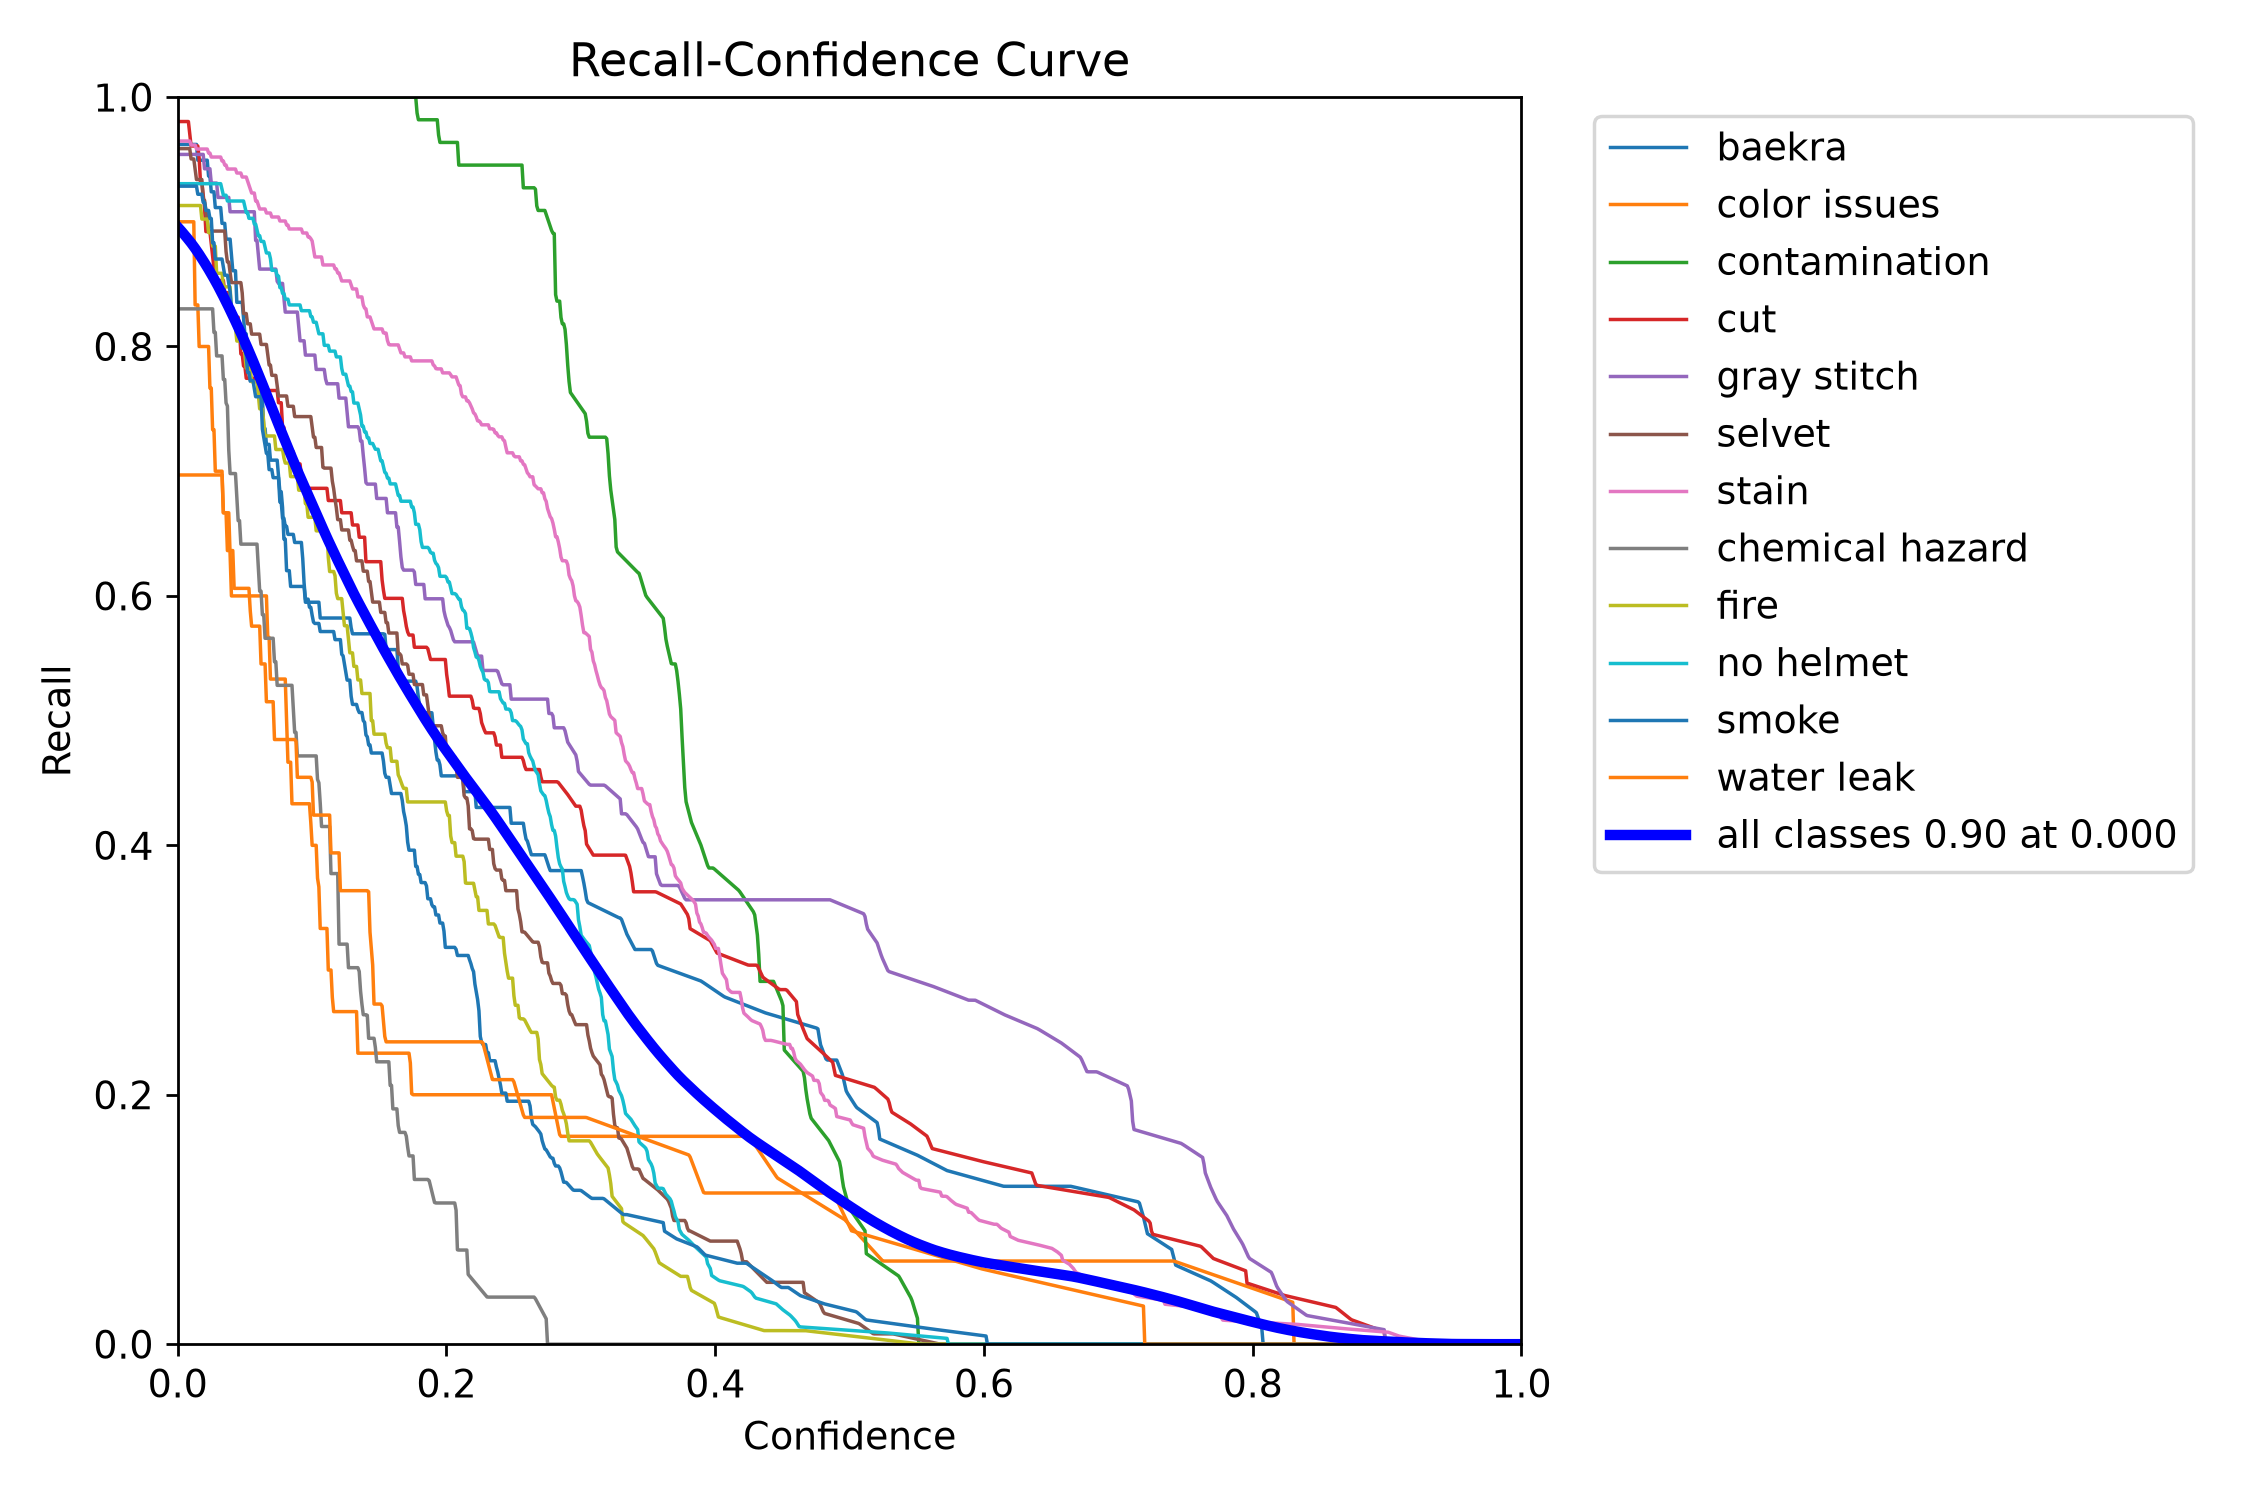 Recall-Confidence Curve
1.0
0.8
0.6
0.4
0.2
0.0
Recall
0.0 0.2 0.4 0.6 0.8 1.0
Confidence
baekra
color issues
contamination
cut
gray stitch
selvet
stain
chemical hazard
fire
no helmet
smoke
water leak
all classes 0.90 at 0.000